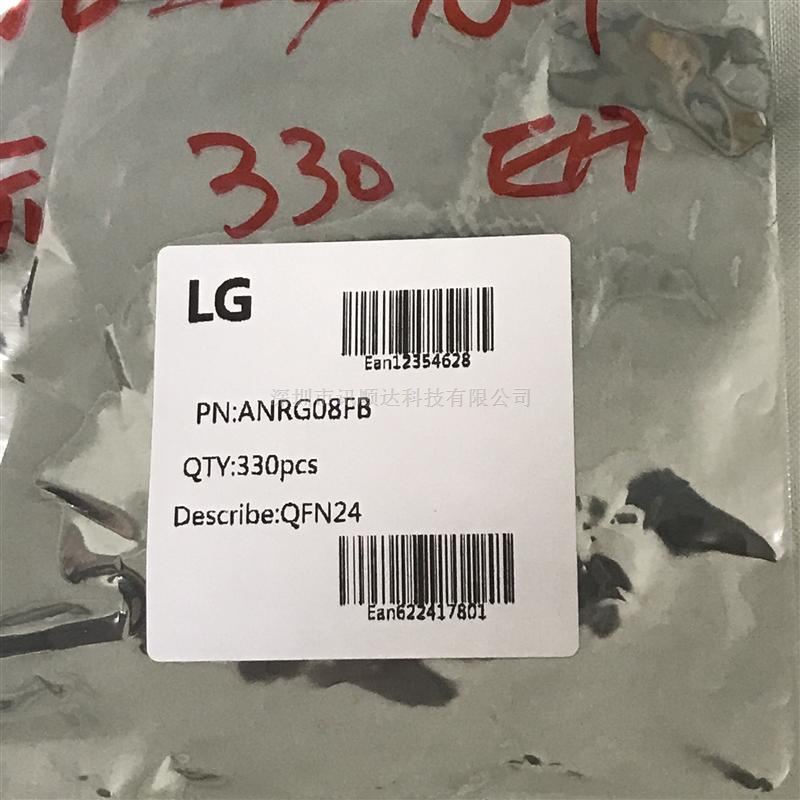 330
LG
Ean12354628
深圳市讯顺达科技有限公司
PN:ANRG08FB
QTY:330pcs
Describe:QFN24
Ean622417801